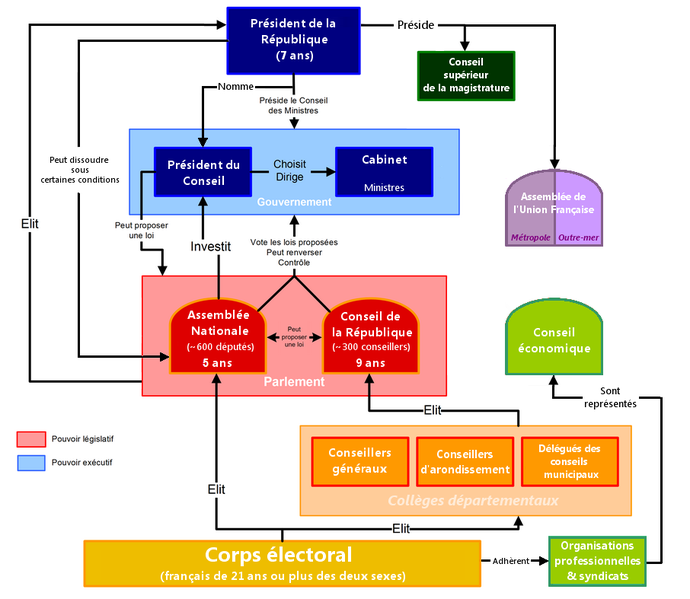 Président de la
République
(7 ans)
Préside
Conseil
supérieur
de la magistrature
Nomme
Préside le Conseil
des Ministres
Peut dissoudre
sous
certaines conditions
Président du
Conseil
Choisit
Dirige
Cabinet
Ministres
Gouvernement
Assemblée de
l'Union Française
Métropole
Outre-mer
Elit
Peut proposer
une loi
Investit
Vote les lois proposées
Peut renverser
Contrôle
Assemblée
Nationale
(~600 députés)
5 ans
Peut
proposer
une loi
Conseil de
la République
(~300 conseillers)
9 ans
Parlement
Conseil
économique
Sont
représentés
Elit
Pouvoir législatif
Pouvoir exécutif
Conseillers
généraux
Conseillers
d'arondissement
Délégués des
conseils
municipaux
Collèges départementaux
Elit
Elit
Corps électoral
(français de 21 ans ou plus des deux sexes)
Adhèrent
Organisations
professionnelles
& syndicats